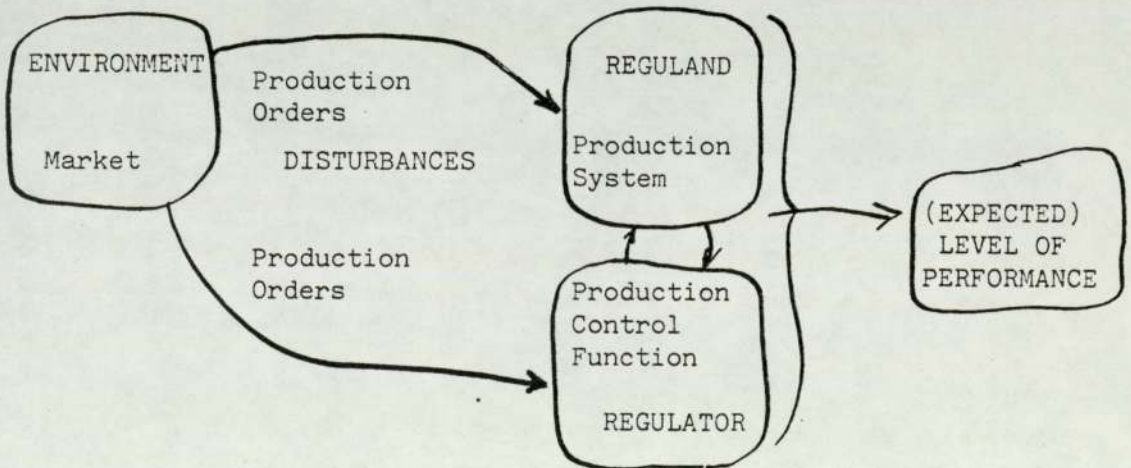 ENVIRONMENT
Market
Production
Orders
DISTURBANCES
Production
Orders
REGULAND
Production
System
Production
Control
Function
REGULATOR
(EXPECTED)
LEVEL OF
PERFORMANCE